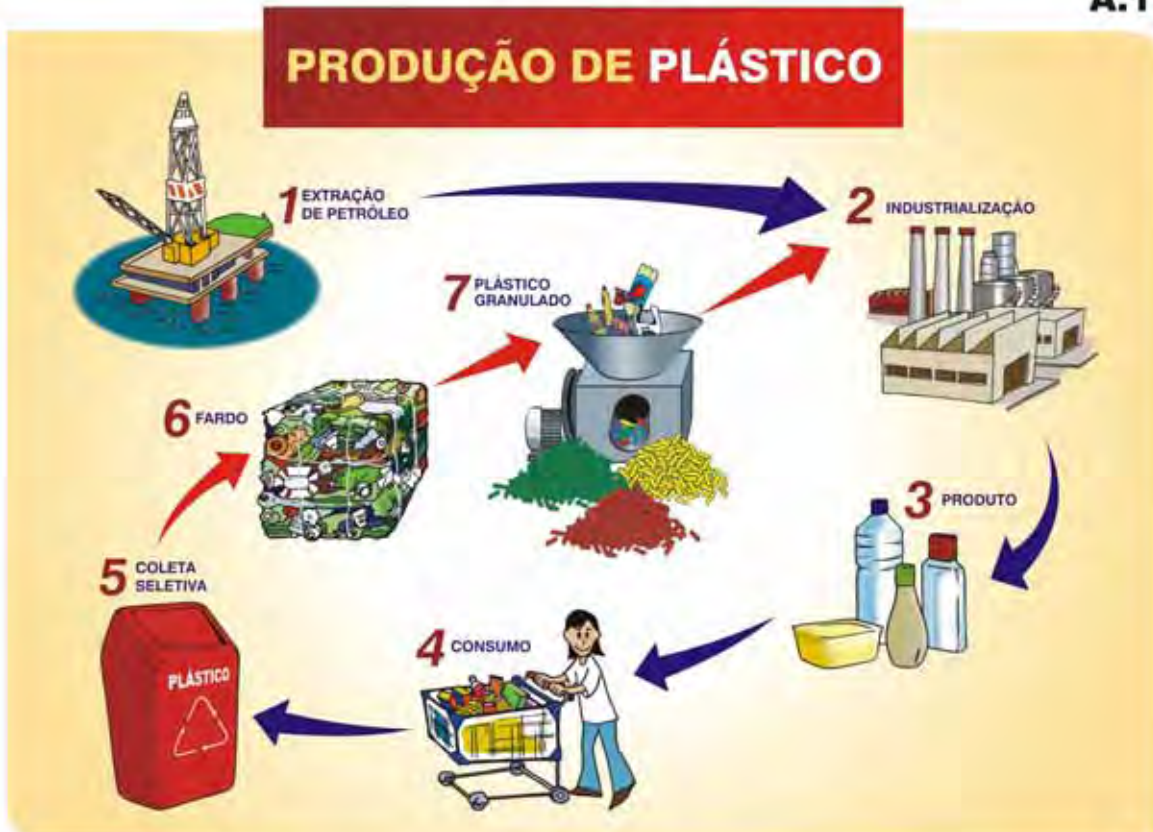 A.1
PRODUÇÃO DE PLÁSTICO
1 EXTRAÇÃO
DE PETRÓLEO
2 INDUSTRIALIZAÇÃO
7 PLÁSTICO
GRANULADO
6 FARDO
3 PRODUTO
5 COLETA
SELETIVA
4 CONSUMO
PLÁSTICO